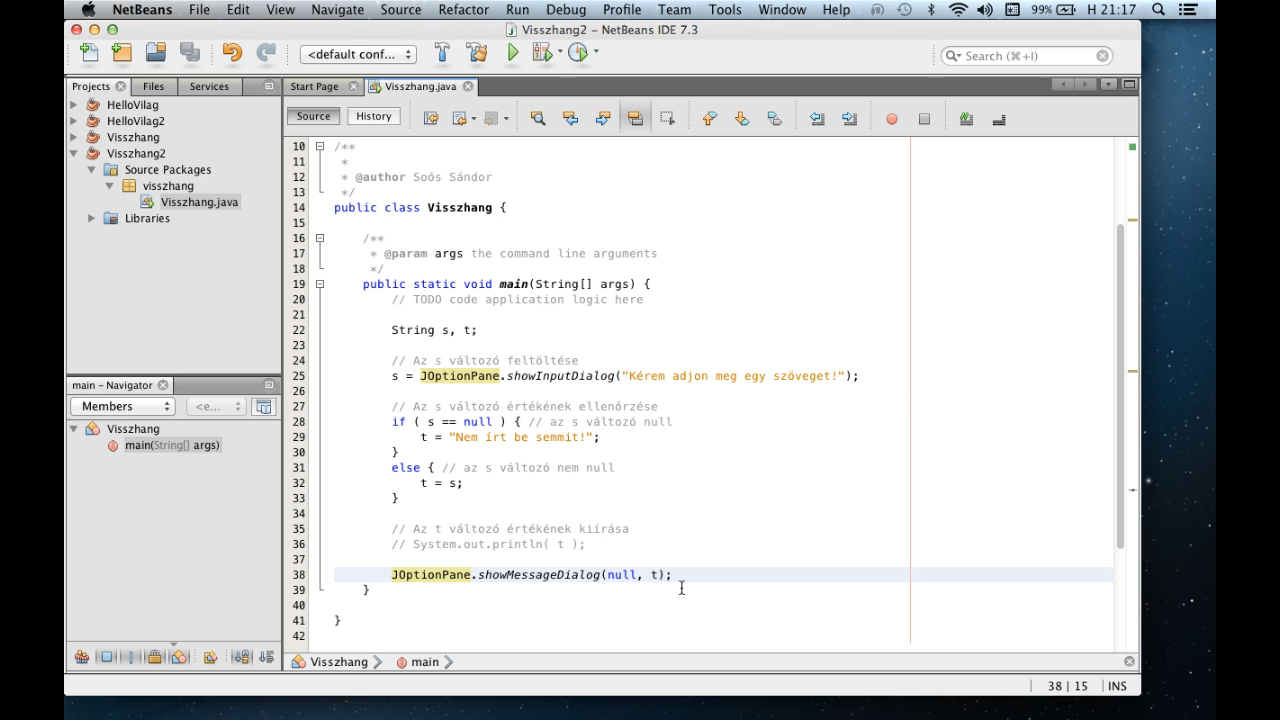 NetBeans File Edit View Navigate Source Refactor Run Debug Profile Team Tools Window Help 99% H 21:17
Visszhang2 - NetBeans IDE 7.3
<default conf... Search (⌘+I)
Projects Files Services Start Page Visszhang.java
HelloVilag
HelloVilag2
Visszhang
Visszhang2
Source Packages
visszhang
Visszhang.java
Libraries
main - Navigator
Members <e...
Visszhang
main(String[] args)
Source History
10 /**
11 *
12 * @author Soós Sándor
13 */
14 public class Visszhang {
15
16 /**
17 * @param args the command line arguments
18 */
19 public static void main(String[] args) {
20 // TODO code application logic here
21
22 String s, t;
23
24 // Az s változó feltöltése
25 s = JOptionPane.showInputDialog("Kérem adjon meg egy szöveget!");
26
27 // Az s változó értékének ellenőrzése
28 if ( s == null ) { // az s változó null
29 t = "Nem írt be semmit!";
30 }
31 else { // az s változó nem null
32 t = s;
33 }
34
35 // Az t változó értékének kiírása
36 // System.out.println( t );
37
38 JOptionPane.showMessageDialog(null, t);
39 }
40
41 }
42
Visszhang main
38 | 15 INS